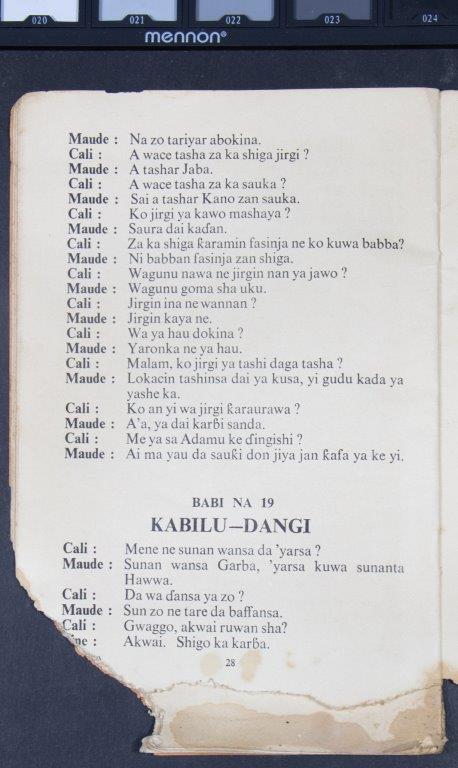 020 021 022 023 024
mennon®
Maude : Na zo tariyar abokina.
Cali : A wace tasha za ka shiga jirgi ?
Maude : A tashar Jaba.
Cali : A wace tasha za ka sauka ?
Maude : Sai a tashar Kano zan sauka.
Cali : Ko jirgi ya kawo mashaya ?
Maude : Saura dai kaɗan.
Cali : Za ka shiga ƙaramin fasinja ne ko kuwa babba?
Maude : Ni babban fasinja zan shiga.
Cali : Wagunu nawa ne jirgin nan ya jawo ?
Maude : Wagunu goma sha uku.
Cali : Jirgin ina ne wannan ?
Maude : Jirgin kaya ne.
Cali : Wa ya hau dokina ?
Maude : Yaronka ne ya hau.
Cali : Malam, ko jirgi ya tashi daga tasha ?
Maude : Lokacin tashinsa dai ya kusa, yi gudu kada ya
yashe ka.
Cali : Ko an yi wa jirgi ƙaraurawa ?
Maude : A'a, ya dai karɓi sanda.
Cali : Me ya sa Adamu ke ɗingishi ?
Maude : Ai ma yau da sauƙi don jiya jan ƙafa ya ke yi.
BABI NA 19
KABILU—DANGI
Cali : Mene ne sunan wansa da 'yarsa ?
Maude : Sunan wansa Garba, 'yarsa kuwa sunanta
Hawwa.
Cali : Da wa ɗansa ya zo ?
Maude : Sun zo ne tare da baffansa.
Cali : Gwaggo, akwai ruwan sha?
: Akwai. Shigo ka karɓa.
28